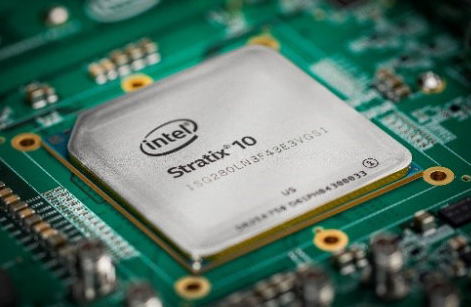 intel
Stratix® 10
1SG280LN3F43E3VGS1
US